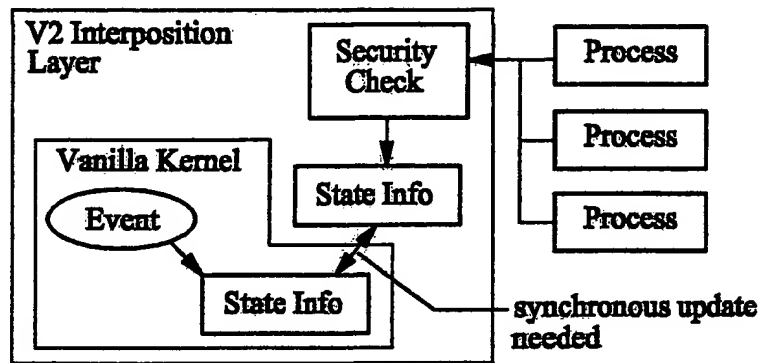 V2 Interposition
Layer
Security
Check
Process
Process
Process
Vanilla Kernel
State Info
Event
State Info
synchronous update
needed